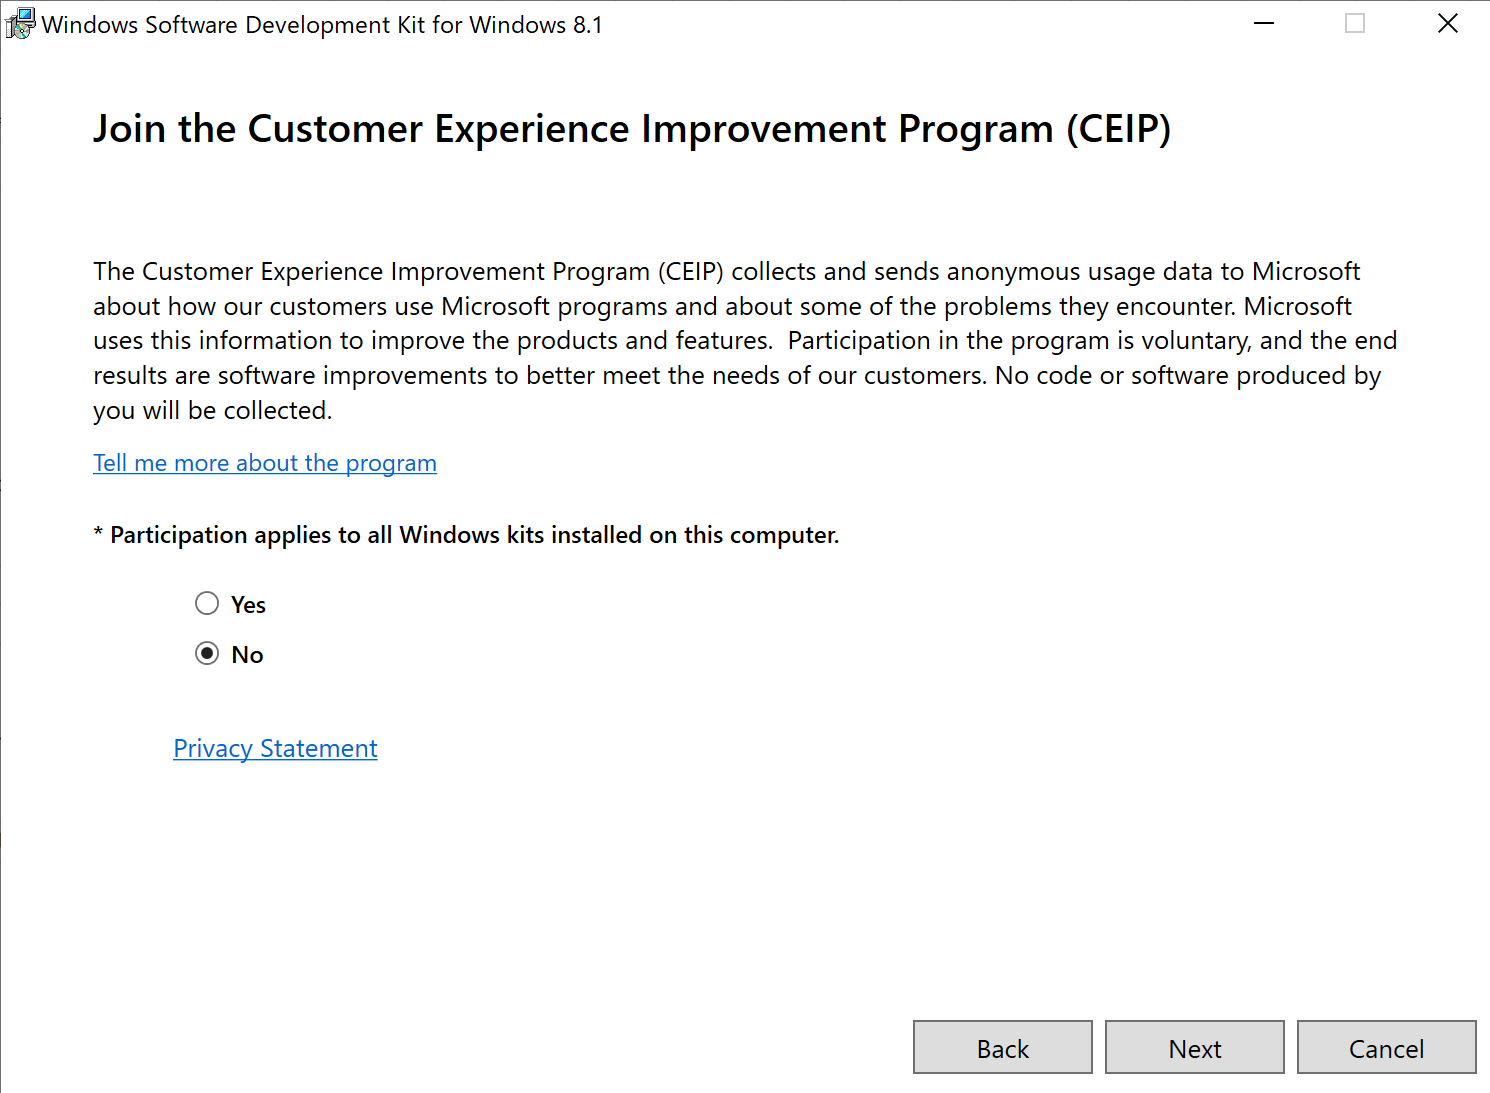 Windows Software Development Kit for Windows 8.1
Join the Customer Experience Improvement Program (CEIP)
The Customer Experience Improvement Program (CEIP) collects and sends anonymous usage data to Microsoft
about how our customers use Microsoft programs and about some of the problems they encounter. Microsoft
uses this information to improve the products and features.  Participation in the program is voluntary, and the end
results are software improvements to better meet the needs of our customers. No code or software produced by
you will be collected.
Tell me more about the program
* Participation applies to all Windows kits installed on this computer.
Yes
No
Privacy Statement
Back Next Cancel